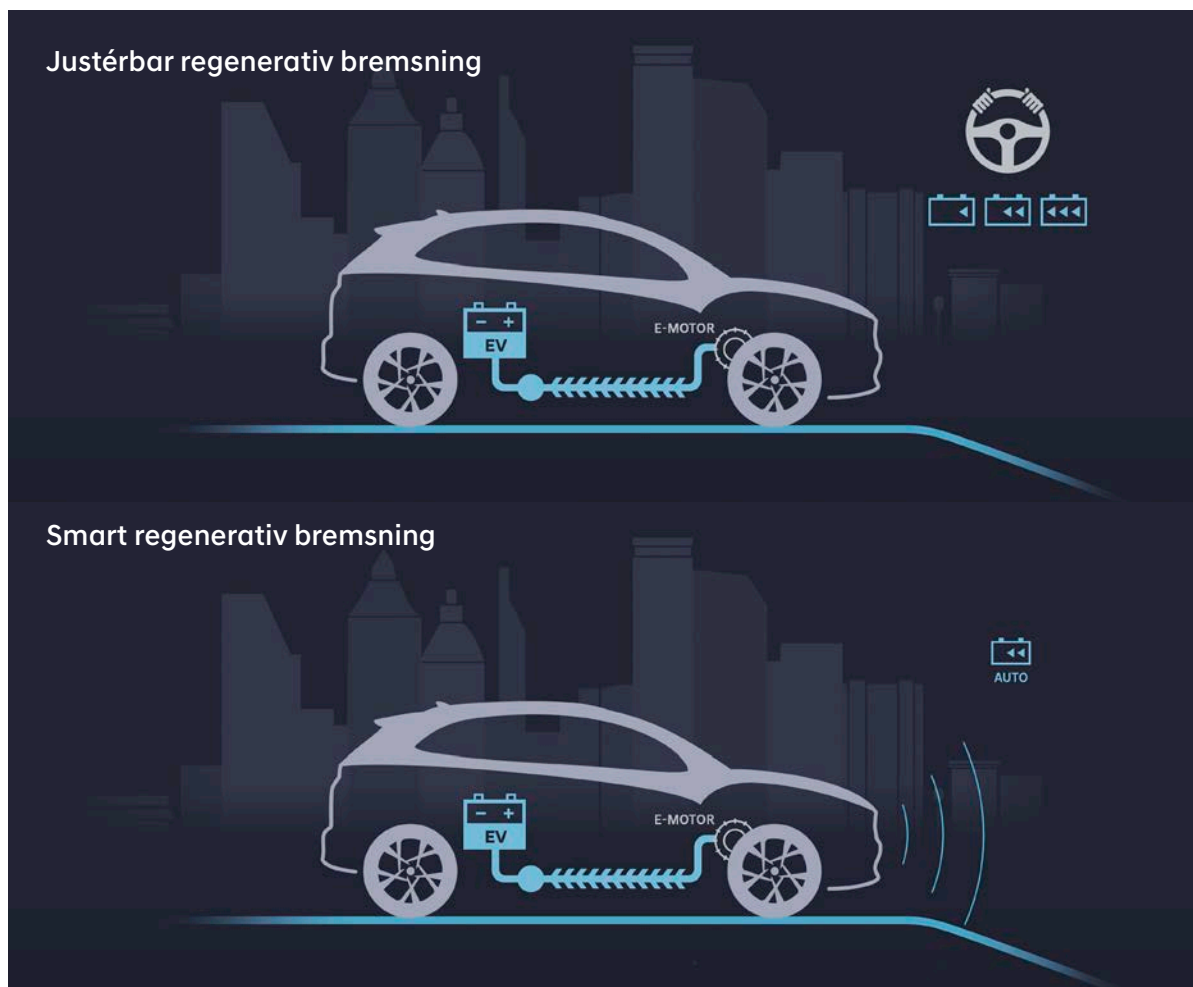 Justérbar regenerativ bremsning
- +
EV
E-MOTOR
Smart regenerativ bremsning
AUTO
- +
EV
E-MOTOR